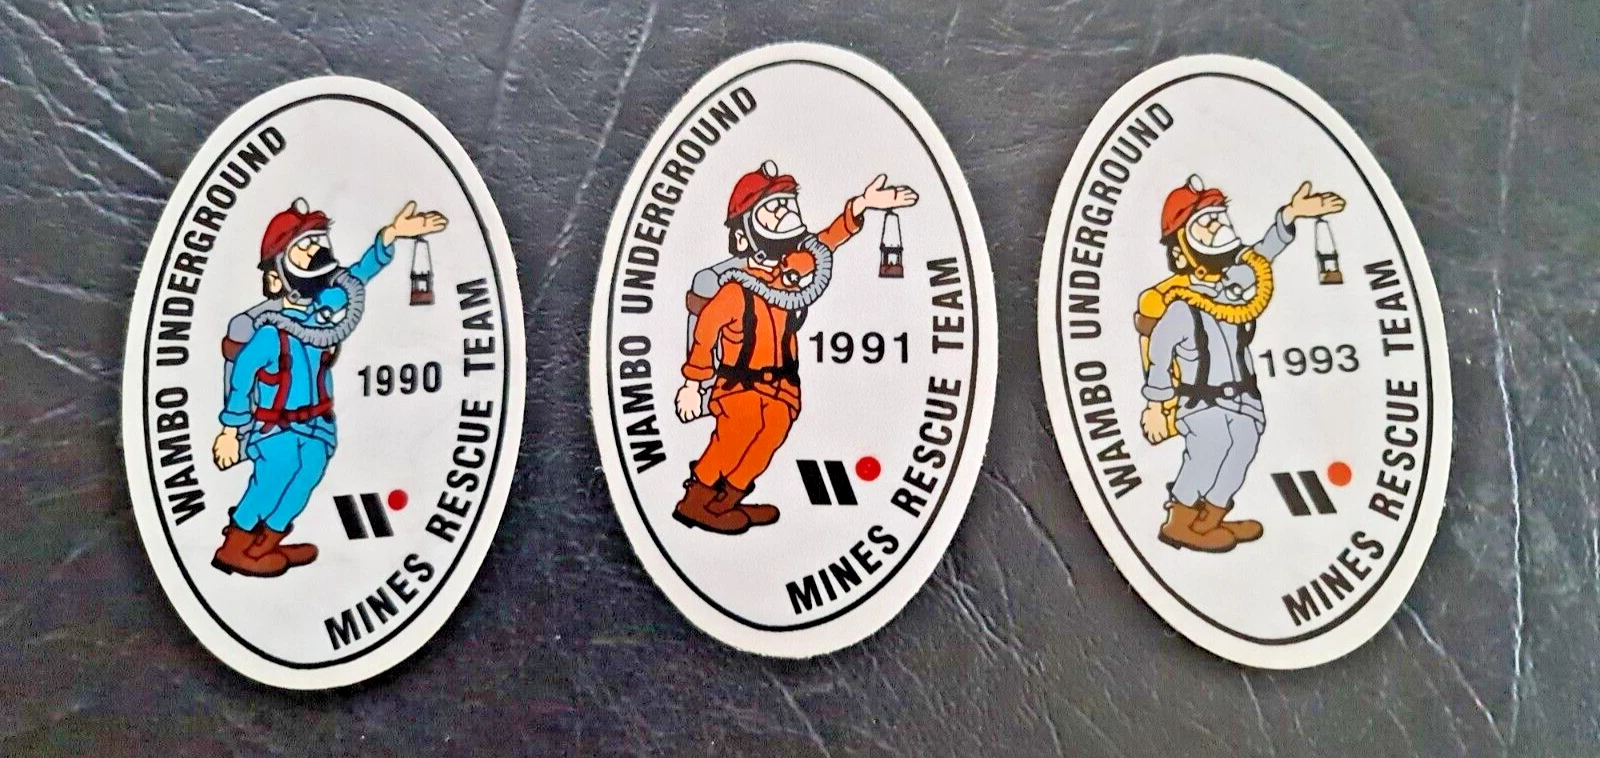 WAMBO UNDERGROUND
1990
MINES RESCUE TEAM
WAMBO UNDERGROUND
1991
MINES RESCUE TEAM
WAMBO UNDERGROUND
1993
MINES RESCUE TEAM